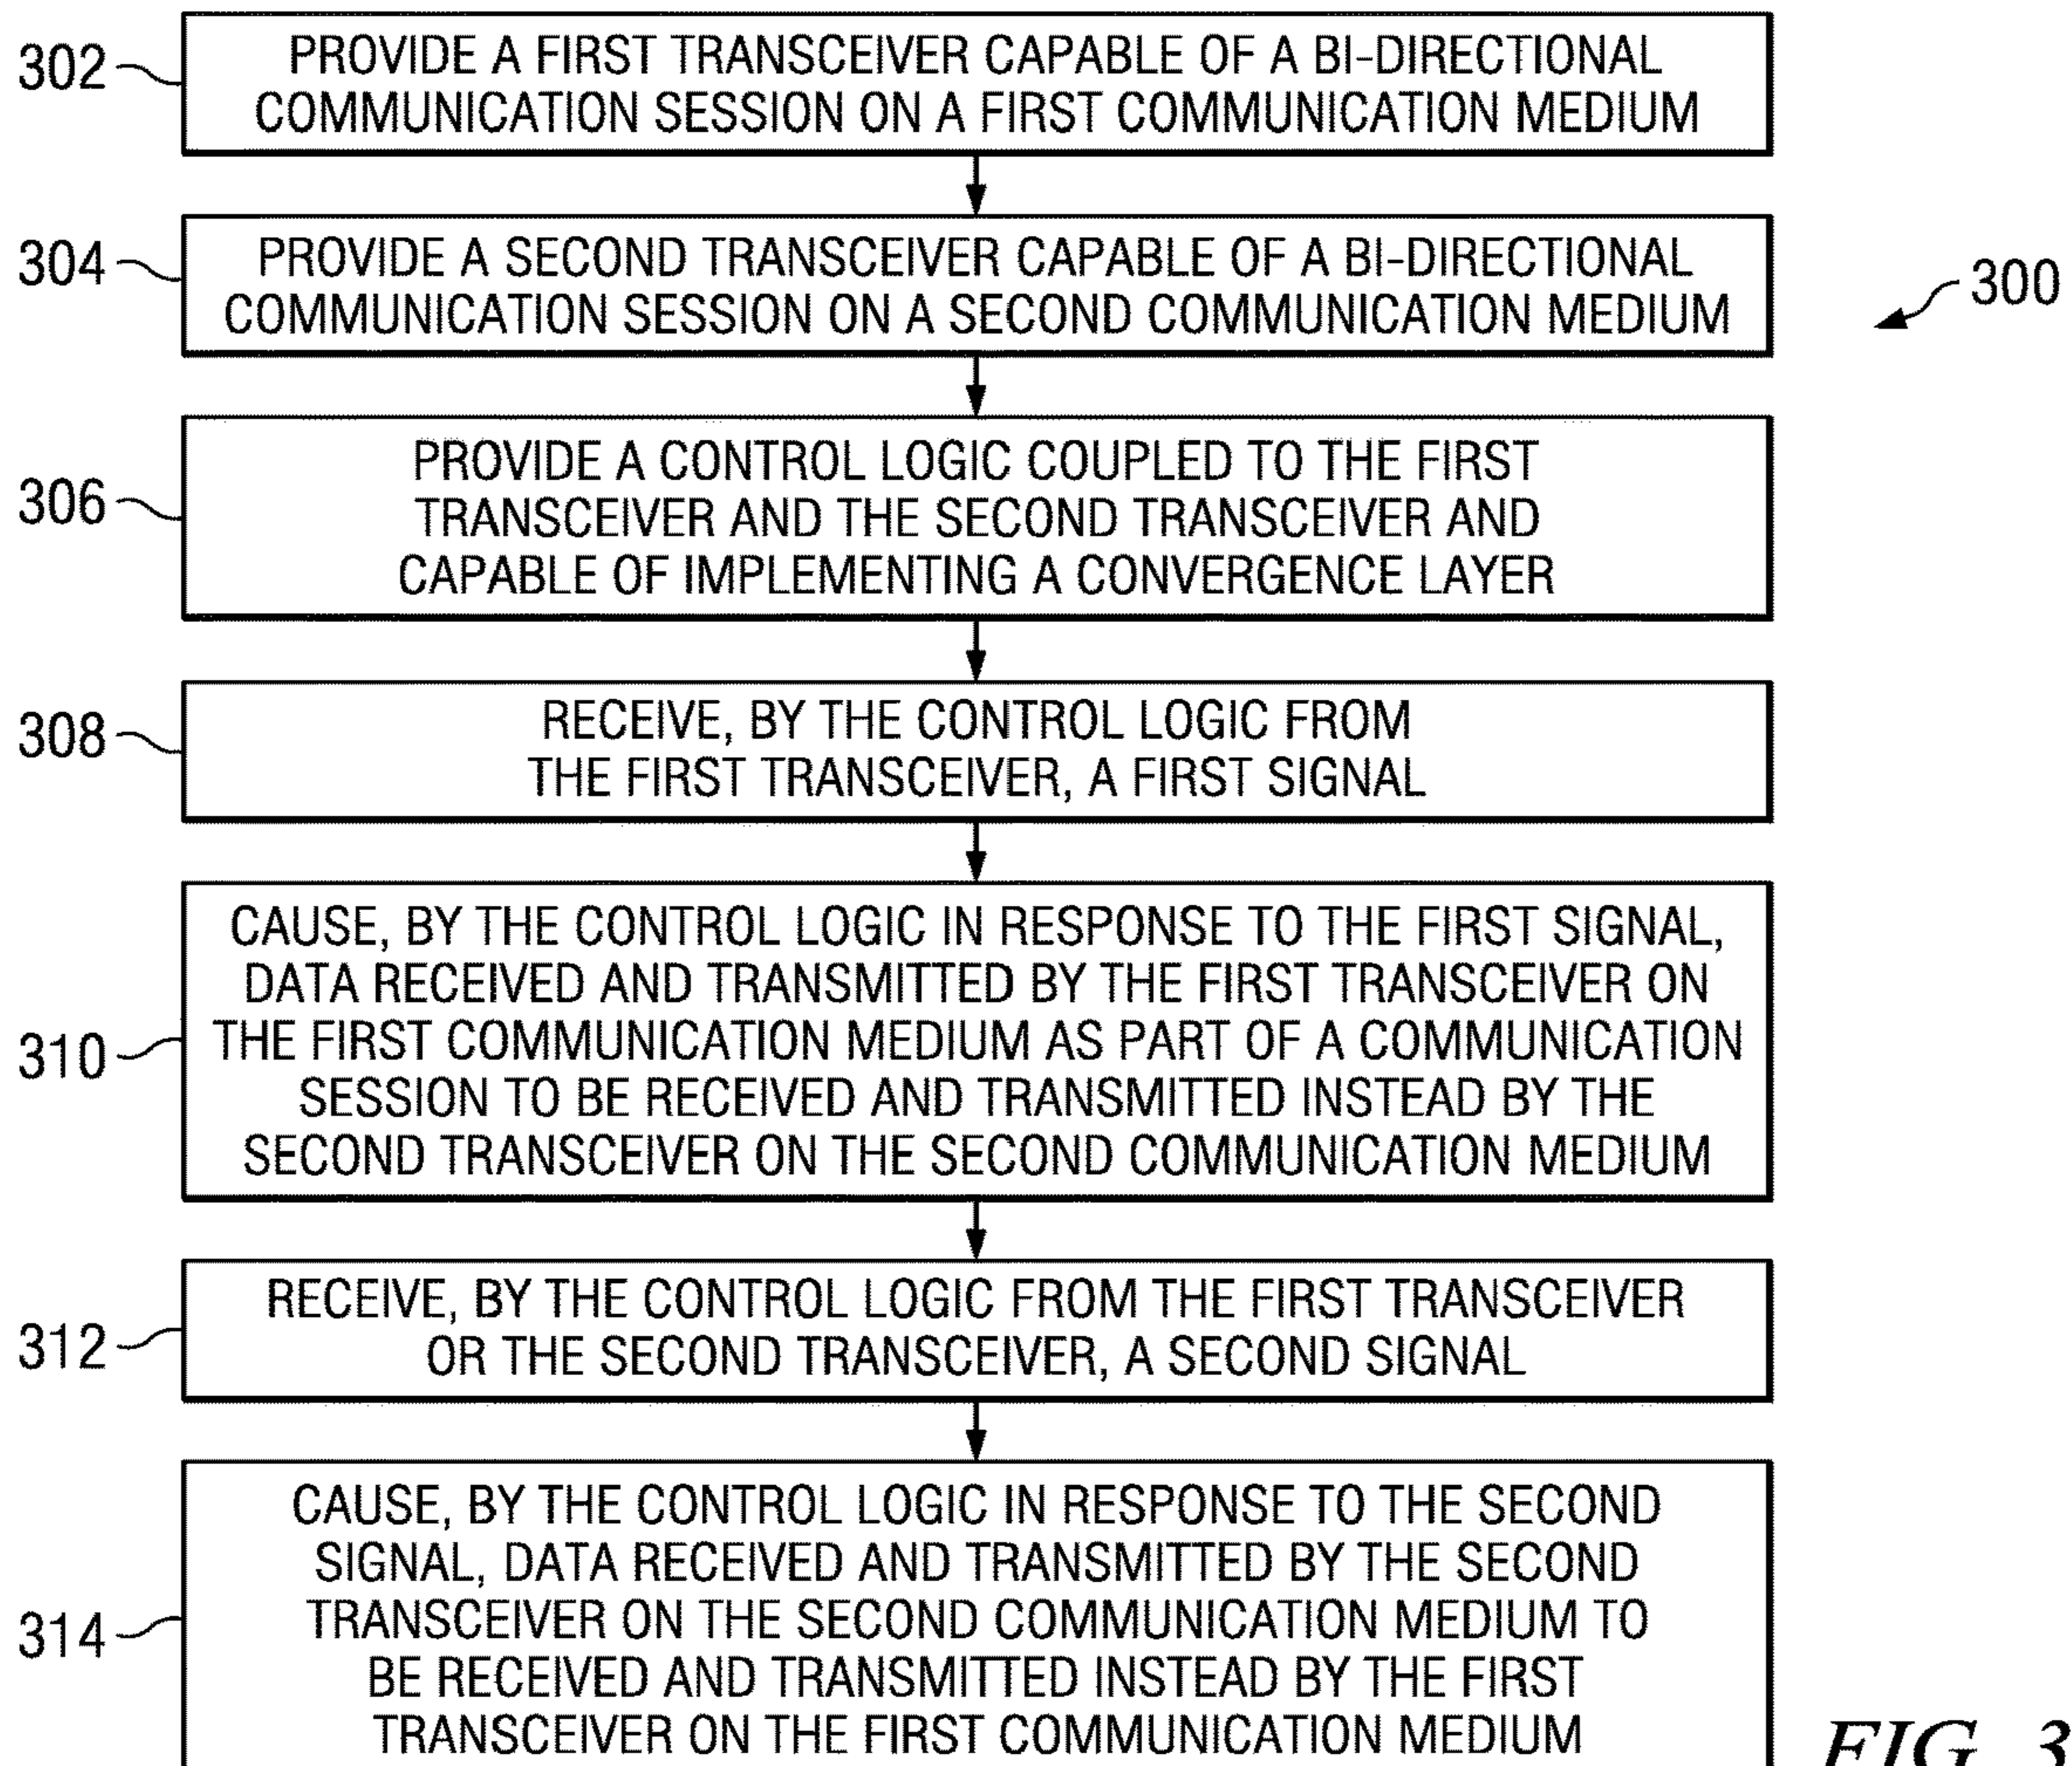 302
PROVIDE A FIRST TRANSCEIVER CAPABLE OF A BI-DIRECTIONAL
COMMUNICATION SESSION ON A FIRST COMMUNICATION MEDIUM
304
PROVIDE A SECOND TRANSCEIVER CAPABLE OF A BI-DIRECTIONAL
COMMUNICATION SESSION ON A SECOND COMMUNICATION MEDIUM
300
306
PROVIDE A CONTROL LOGIC COUPLED TO THE FIRST
TRANSCEIVER AND THE SECOND TRANSCEIVER AND
CAPABLE OF IMPLEMENTING A CONVERGENCE LAYER
308
RECEIVE, BY THE CONTROL LOGIC FROM
THE FIRST TRANSCEIVER, A FIRST SIGNAL
310
CAUSE, BY THE CONTROL LOGIC IN RESPONSE TO THE FIRST SIGNAL,
DATA RECEIVED AND TRANSMITTED BY THE FIRST TRANSCEIVER ON
THE FIRST COMMUNICATION MEDIUM AS PART OF A COMMUNICATION
SESSION TO BE RECEIVED AND TRANSMITTED INSTEAD BY THE
SECOND TRANSCEIVER ON THE SECOND COMMUNICATION MEDIUM
312
RECEIVE, BY THE CONTROL LOGIC FROM THE FIRST TRANSCEIVER
OR THE SECOND TRANSCEIVER, A SECOND SIGNAL
314
CAUSE, BY THE CONTROL LOGIC IN RESPONSE TO THE SECOND
SIGNAL, DATA RECEIVED AND TRANSMITTED BY THE SECOND
TRANSCEIVER ON THE SECOND COMMUNICATION MEDIUM TO
BE RECEIVED AND TRANSMITTED INSTEAD BY THE FIRST
TRANSCEIVER ON THE FIRST COMMUNICATION MEDIUM
FIG. 3